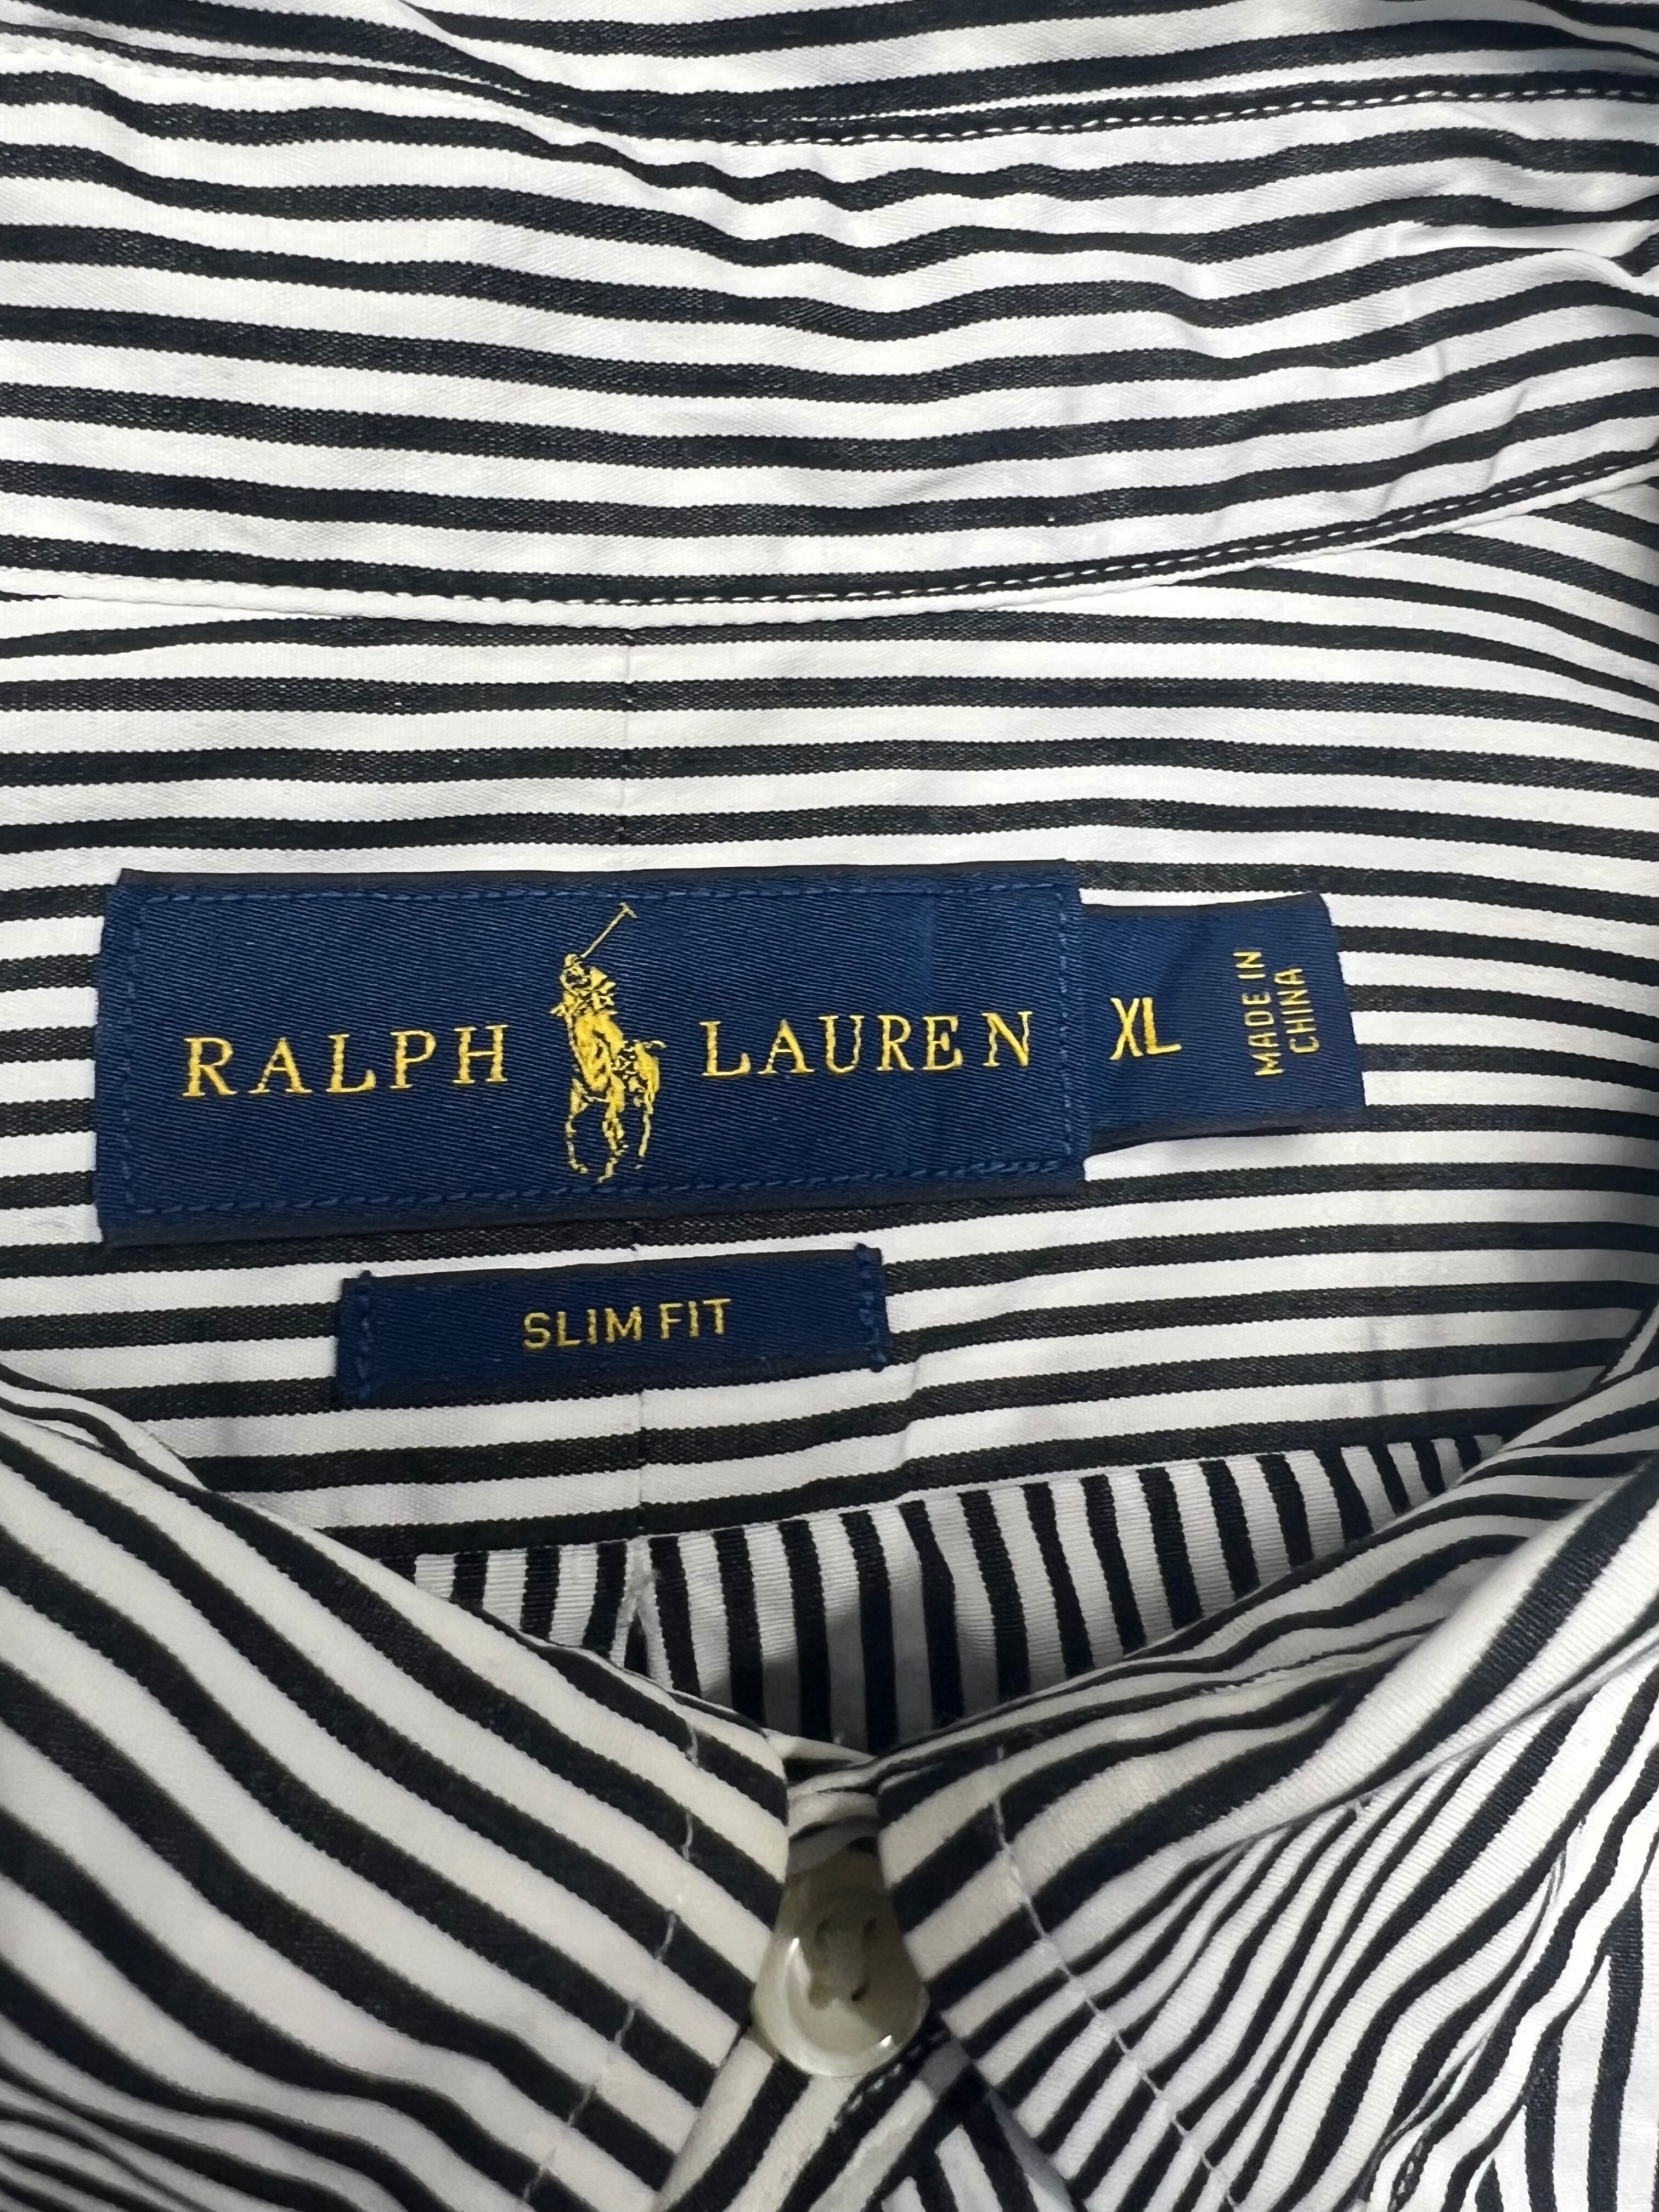 RALPH LAUREN
XL
MADE IN
CHINA
SLIM FIT